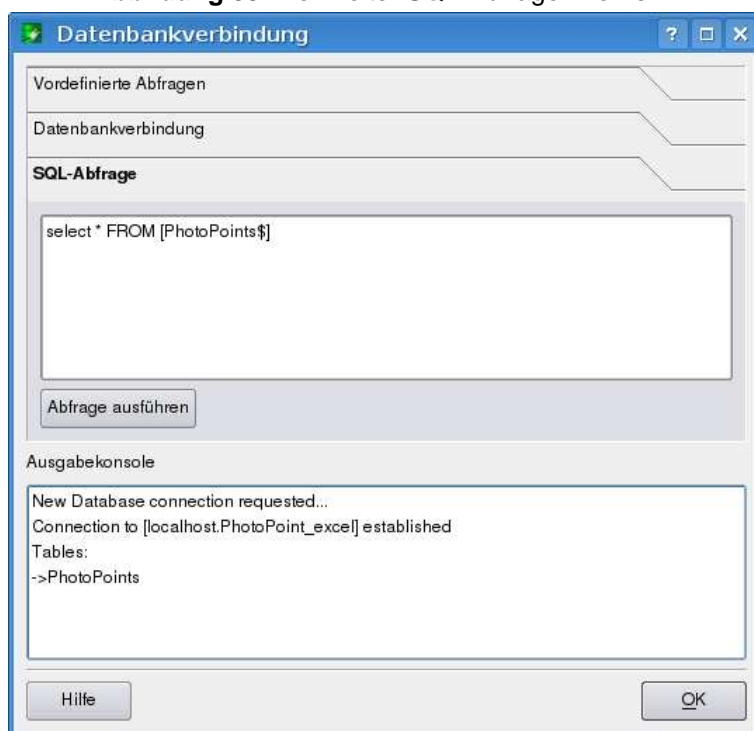 Datenbankverbindung
Vordefinierte Abfragen
Datenbankverbindung
SQL-Abfrage
select * FROM [PhotoPoints$]
Abfrage ausführen
Ausgabekonsole
New Database connection requested...
Connection to [localhost.PhotoPoint_excel] established
Tables:
->PhotoPoints
Hilfe
OK